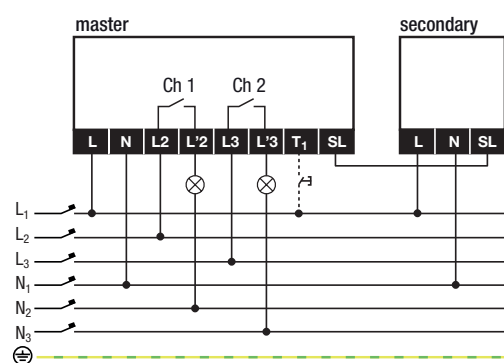 master
secondary
Ch 1
Ch 2
L N L2 L'2 L3 L'3 T₁ SL
L N SL
L₁
L₂
L₃
N₁
N₂
N₃